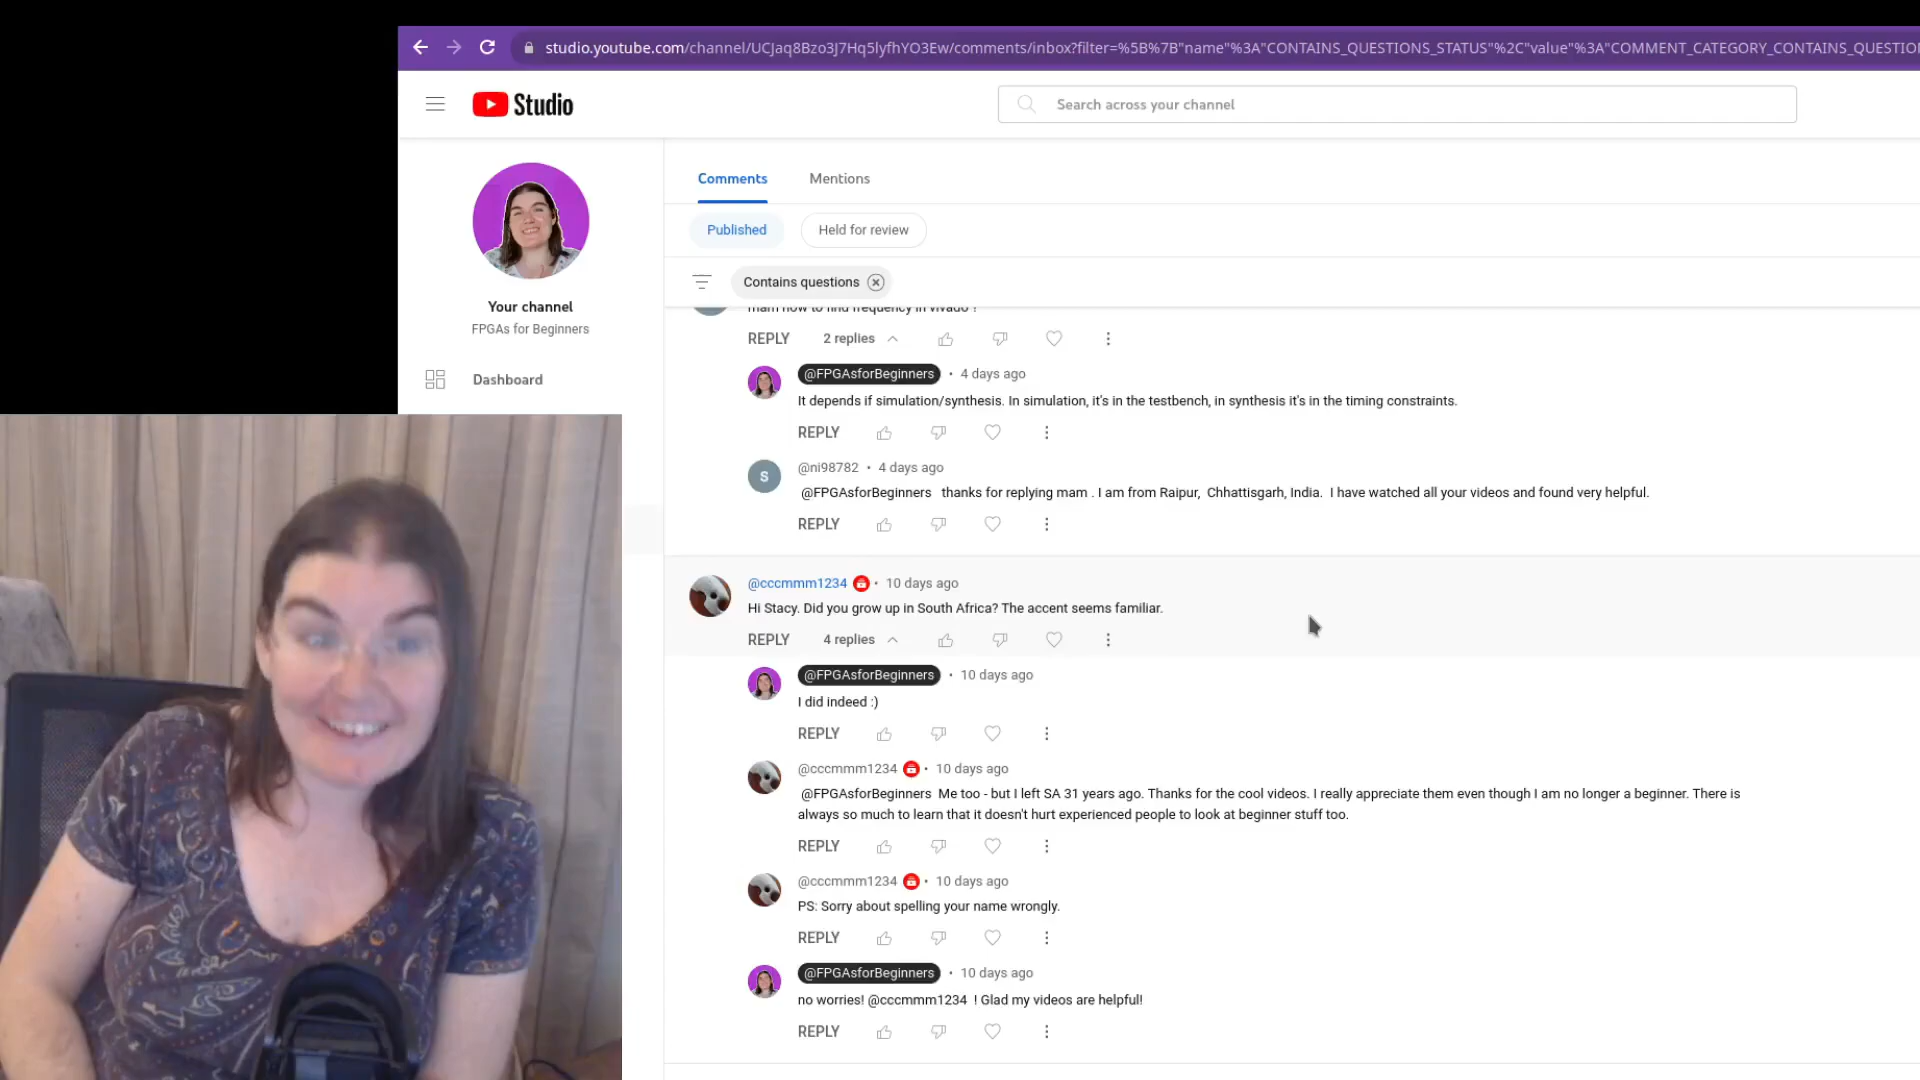 studio.youtube.com/channel/UCJaq8Bzo3J7Hq5lyfhYO3Ew/comments/inbox?filter=%5B%7B"name"%3A"CONTAINS_QUESTIONS_STATUS"%2C"value"%3A"COMMENT_CATEGORY_CONTAINS_QUESTIO
Studio
Search across your channel
Your channel
FPGAs for Beginners
Dashboard
Comments Mentions
Published Held for review
Contains questions
mam how to find frequency in vivado ?
REPLY 2 replies
@FPGAsforBeginners • 4 days ago
It depends if simulation/synthesis. In simulation, it's in the testbench, in synthesis it's in the timing constraints.
REPLY
S
@ni98782 • 4 days ago
@FPGAsforBeginners thanks for replying mam . I am from Raipur, Chhattisgarh, India. I have watched all your videos and found very helpful.
REPLY
@cccmmm1234 • 10 days ago
Hi Stacy. Did you grow up in South Africa? The accent seems familiar.
REPLY 4 replies
@FPGAsforBeginners • 10 days ago
I did indeed :)
REPLY
@cccmmm1234 • 10 days ago
@FPGAsforBeginners Me too - but I left SA 31 years ago. Thanks for the cool videos. I really appreciate them even though I am no longer a beginner. There is
always so much to learn that it doesn't hurt experienced people to look at beginner stuff too.
REPLY
@cccmmm1234 • 10 days ago
PS: Sorry about spelling your name wrongly.
REPLY
@FPGAsforBeginners • 10 days ago
no worries! @cccmmm1234 ! Glad my videos are helpful!
REPLY